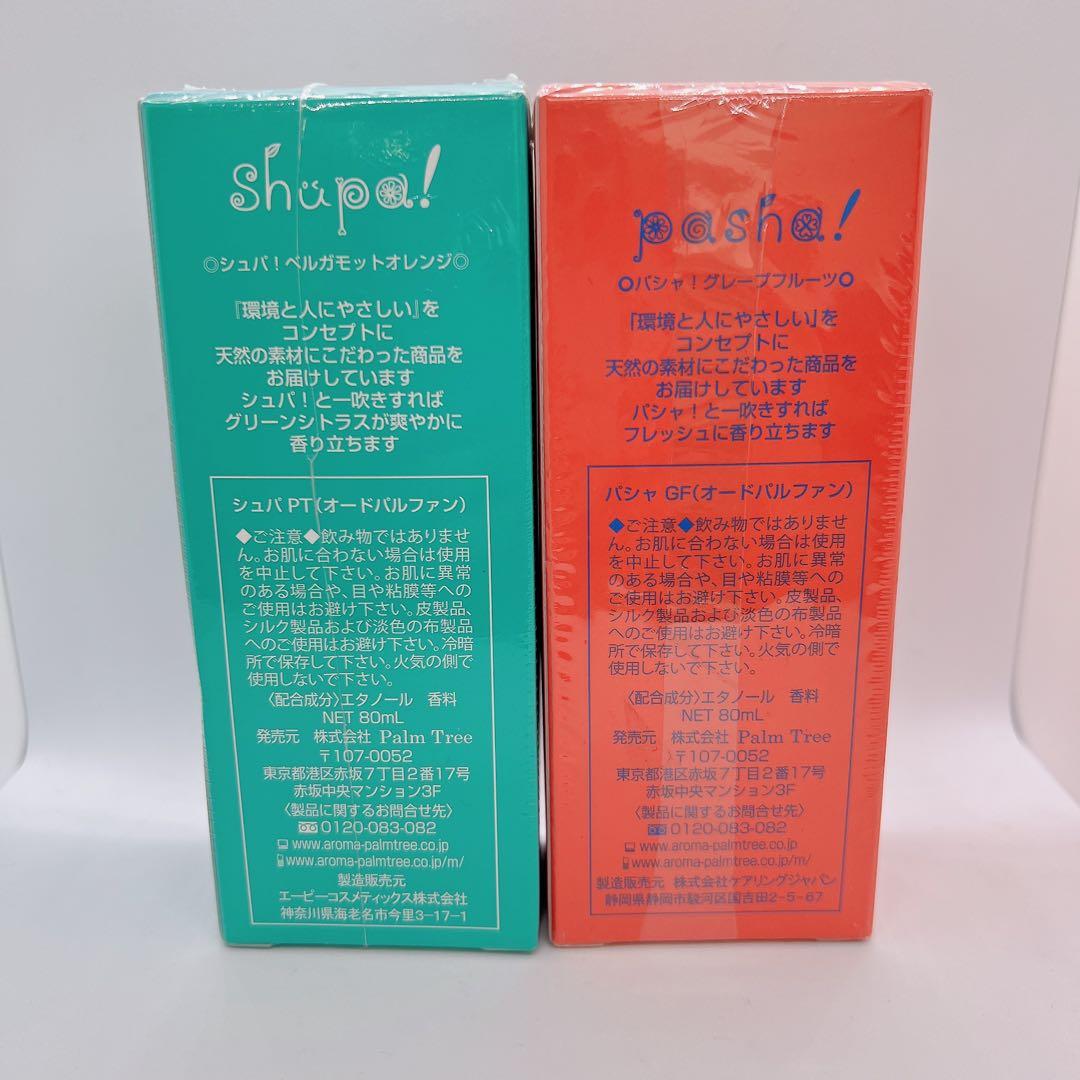 shupa!
◎シュパ!ベルガモットオレンジ◎
『環境と人にやさしい』を
コンセプトに
天然の素材にこだわった商品を
お届けしています
シュパ!と一吹きすれば
グリーンシトラスが爽やかに
香り立ちます
シュパ PT(オードパルファン)
◆ご注意◆飲み物ではありませ
ん。お肌に合わない場合は使用
を中止して下さい。お肌に異常
のある場合や、目や粘膜等への
ご使用はお避け下さい。皮製品、
シルク製品および淡色の布製品
へのご使用はお避け下さい。冷暗
所で保存して下さい。火気の側で
使用しないで下さい。
〈配合成分〉エタノール 香料
NET 80mL
発売元 株式会社 Palm Tree
〒107-0052
東京都港区赤坂7丁目2番17号
赤坂中央マンション3F
〈製品に関するお問合せ先〉
0120-083-082
www.aroma-palmtree.co.jp
www.aroma-palmtree.co.jp/m/
製造販売元
エーピーコスメティックス株式会社
神奈川県海老名市今里3-17-1
pasha!
○パシャ!グレープフルーツ○
「環境と人にやさしい」を
コンセプトに
天然の素材にこだわった商品を
お届けしています
パシャ!と一吹きすれば
フレッシュに香り立ちます
パシャ GF(オードパルファン)
◆ご注意◆飲み物ではありませ
ん。お肌に合わない場合は使用
を中止して下さい。お肌に異常
のある場合や、目や粘膜等への
ご使用はお避け下さい。皮製品、
シルク製品および淡色の布製品
へのご使用はお避け下さい。冷暗
所で保存して下さい。火気の側で
使用しないで下さい。
〈配合成分〉エタノール 香料
NET 80mL
発売元 株式会社 Palm Tree
〒107-0052
東京都港区赤坂7丁目2番17号
赤坂中央マンション3F
〈製品に関するお問合せ先〉
0120-083-082
www.aroma-palmtree.co.jp
www.aroma-palmtree.co.jp/m/
製造販売元 株式会社ケアリングジャパン
静岡県静岡市駿河区国吉田2-5-67